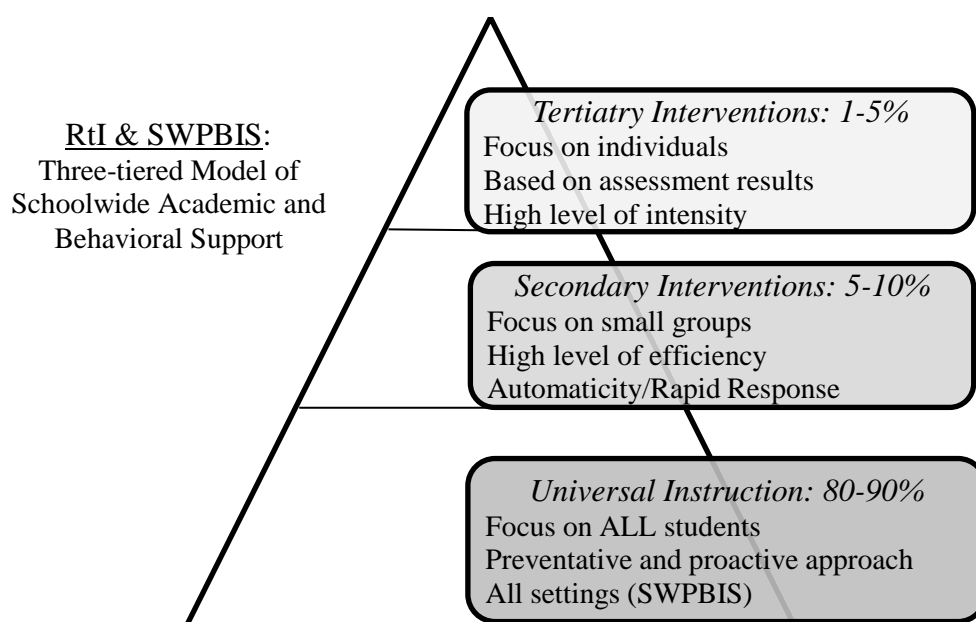 RtI & SWPBIS:
Three-tiered Model of
Schoolwide Academic and
Behavioral Support
Tertiatry Interventions: 1-5%
Focus on individuals
Based on assessment results
High level of intensity
Secondary Interventions: 5-10%
Focus on small groups
High level of efficiency
Automaticity/Rapid Response
Universal Instruction: 80-90%
Focus on ALL students
Preventative and proactive approach
All settings (SWPBIS)